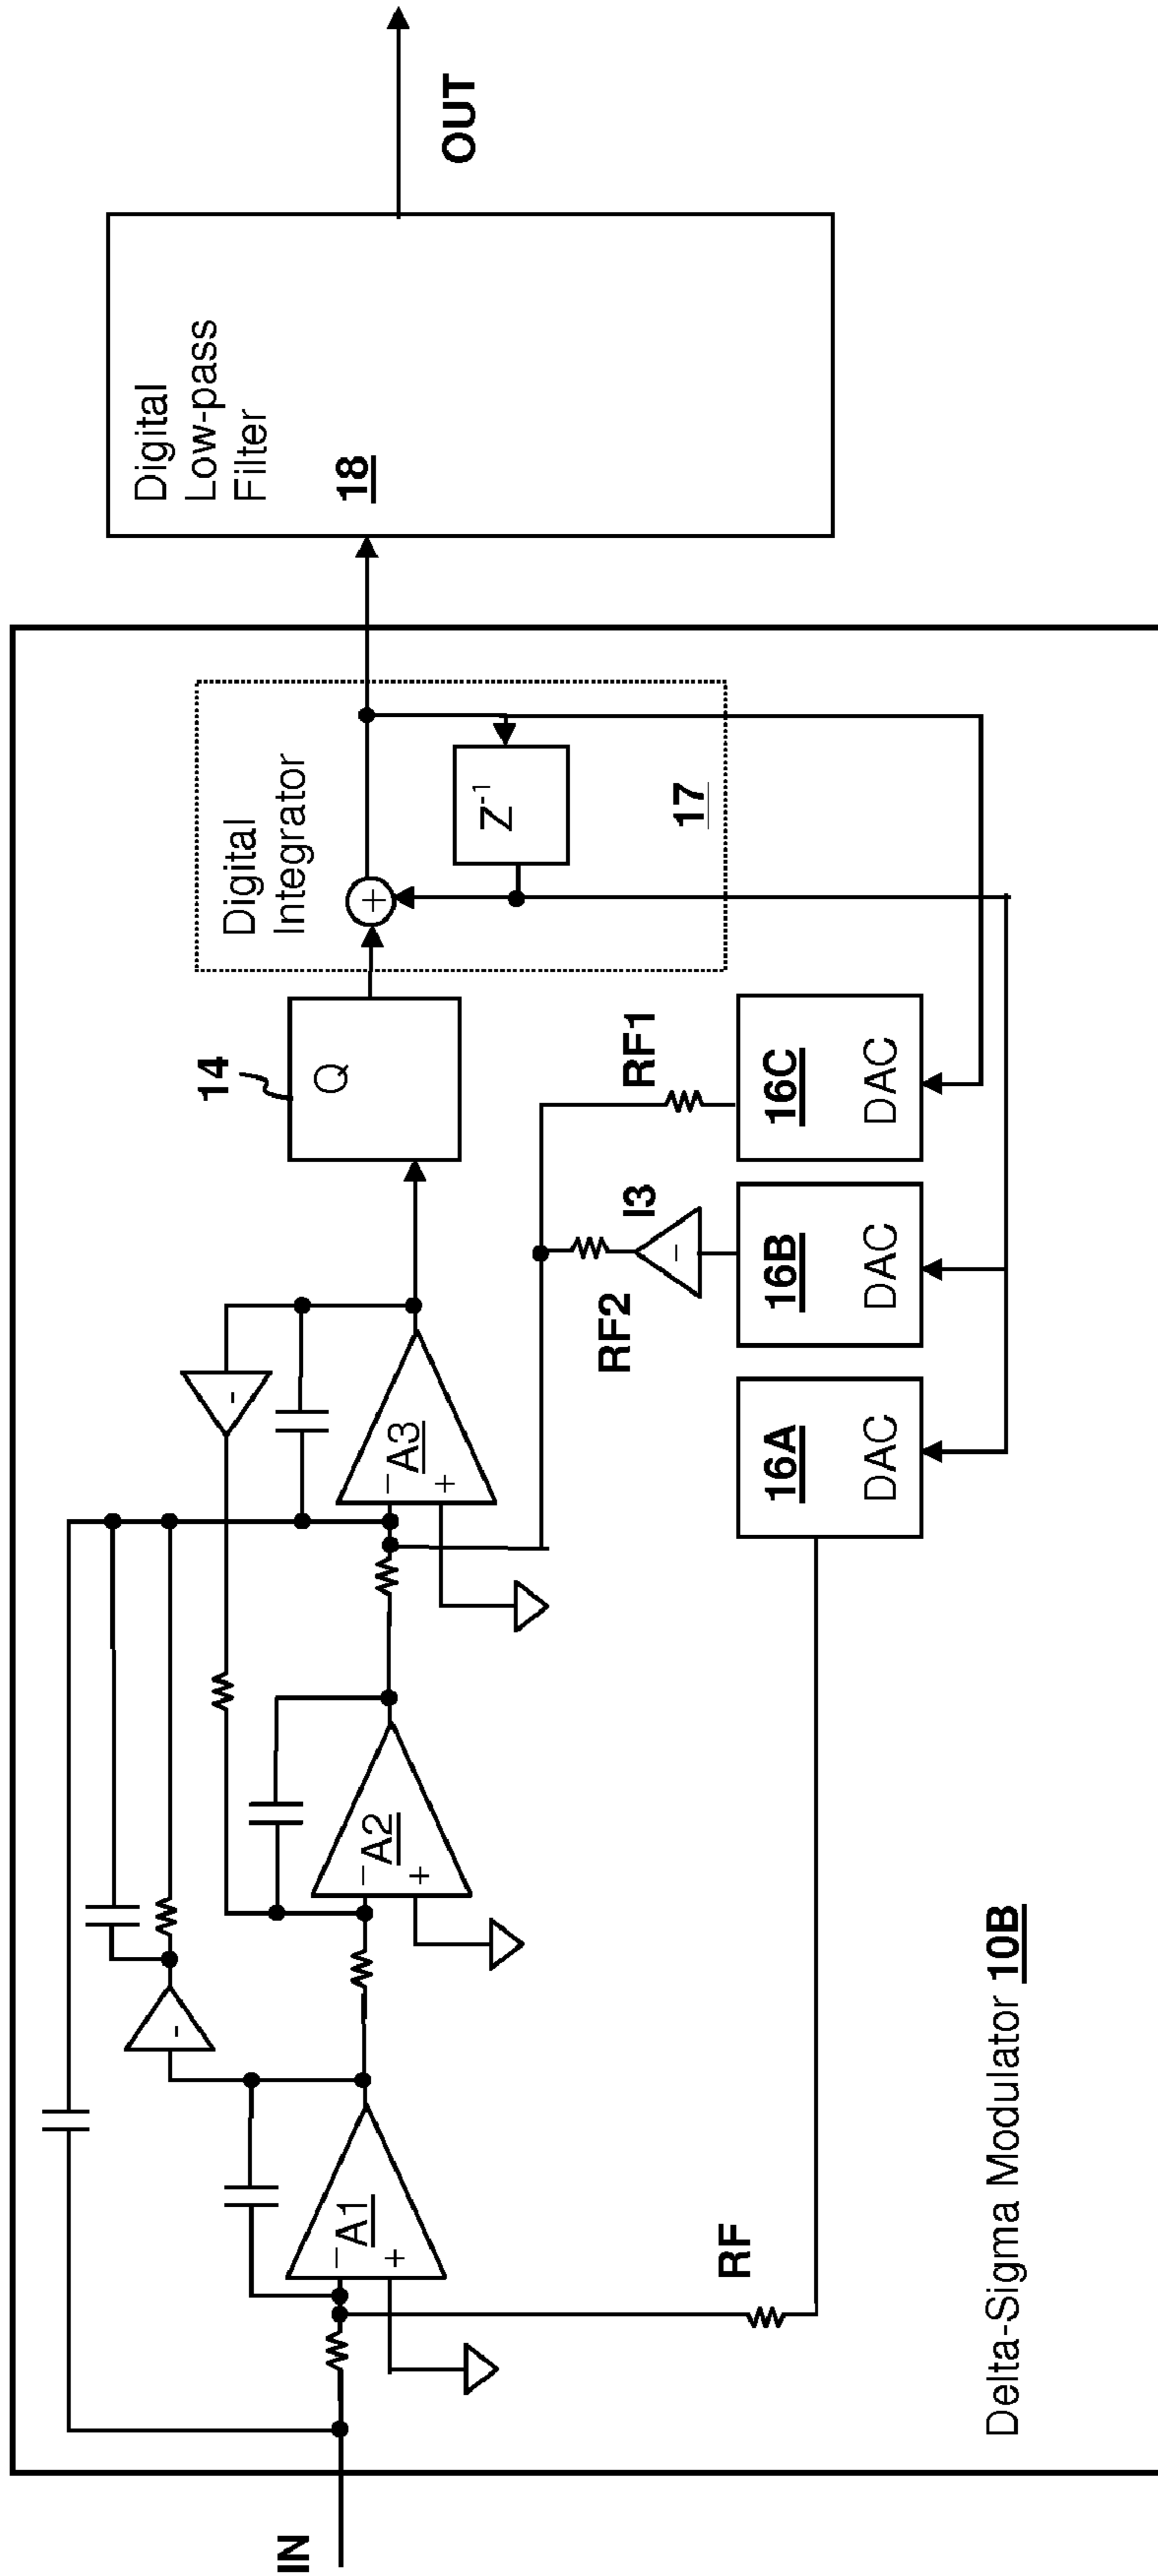 IN
Delta-Sigma Modulator 10B
RF
A1
−
+
-
A2
−
+
A3
−
+
-
16A
DAC
RF2
I3
-
16B
DAC
RF1
16C
DAC
14
Q
Digital
Integrator
+
Z-1
17
Digital
Low-pass
Filter
18
OUT